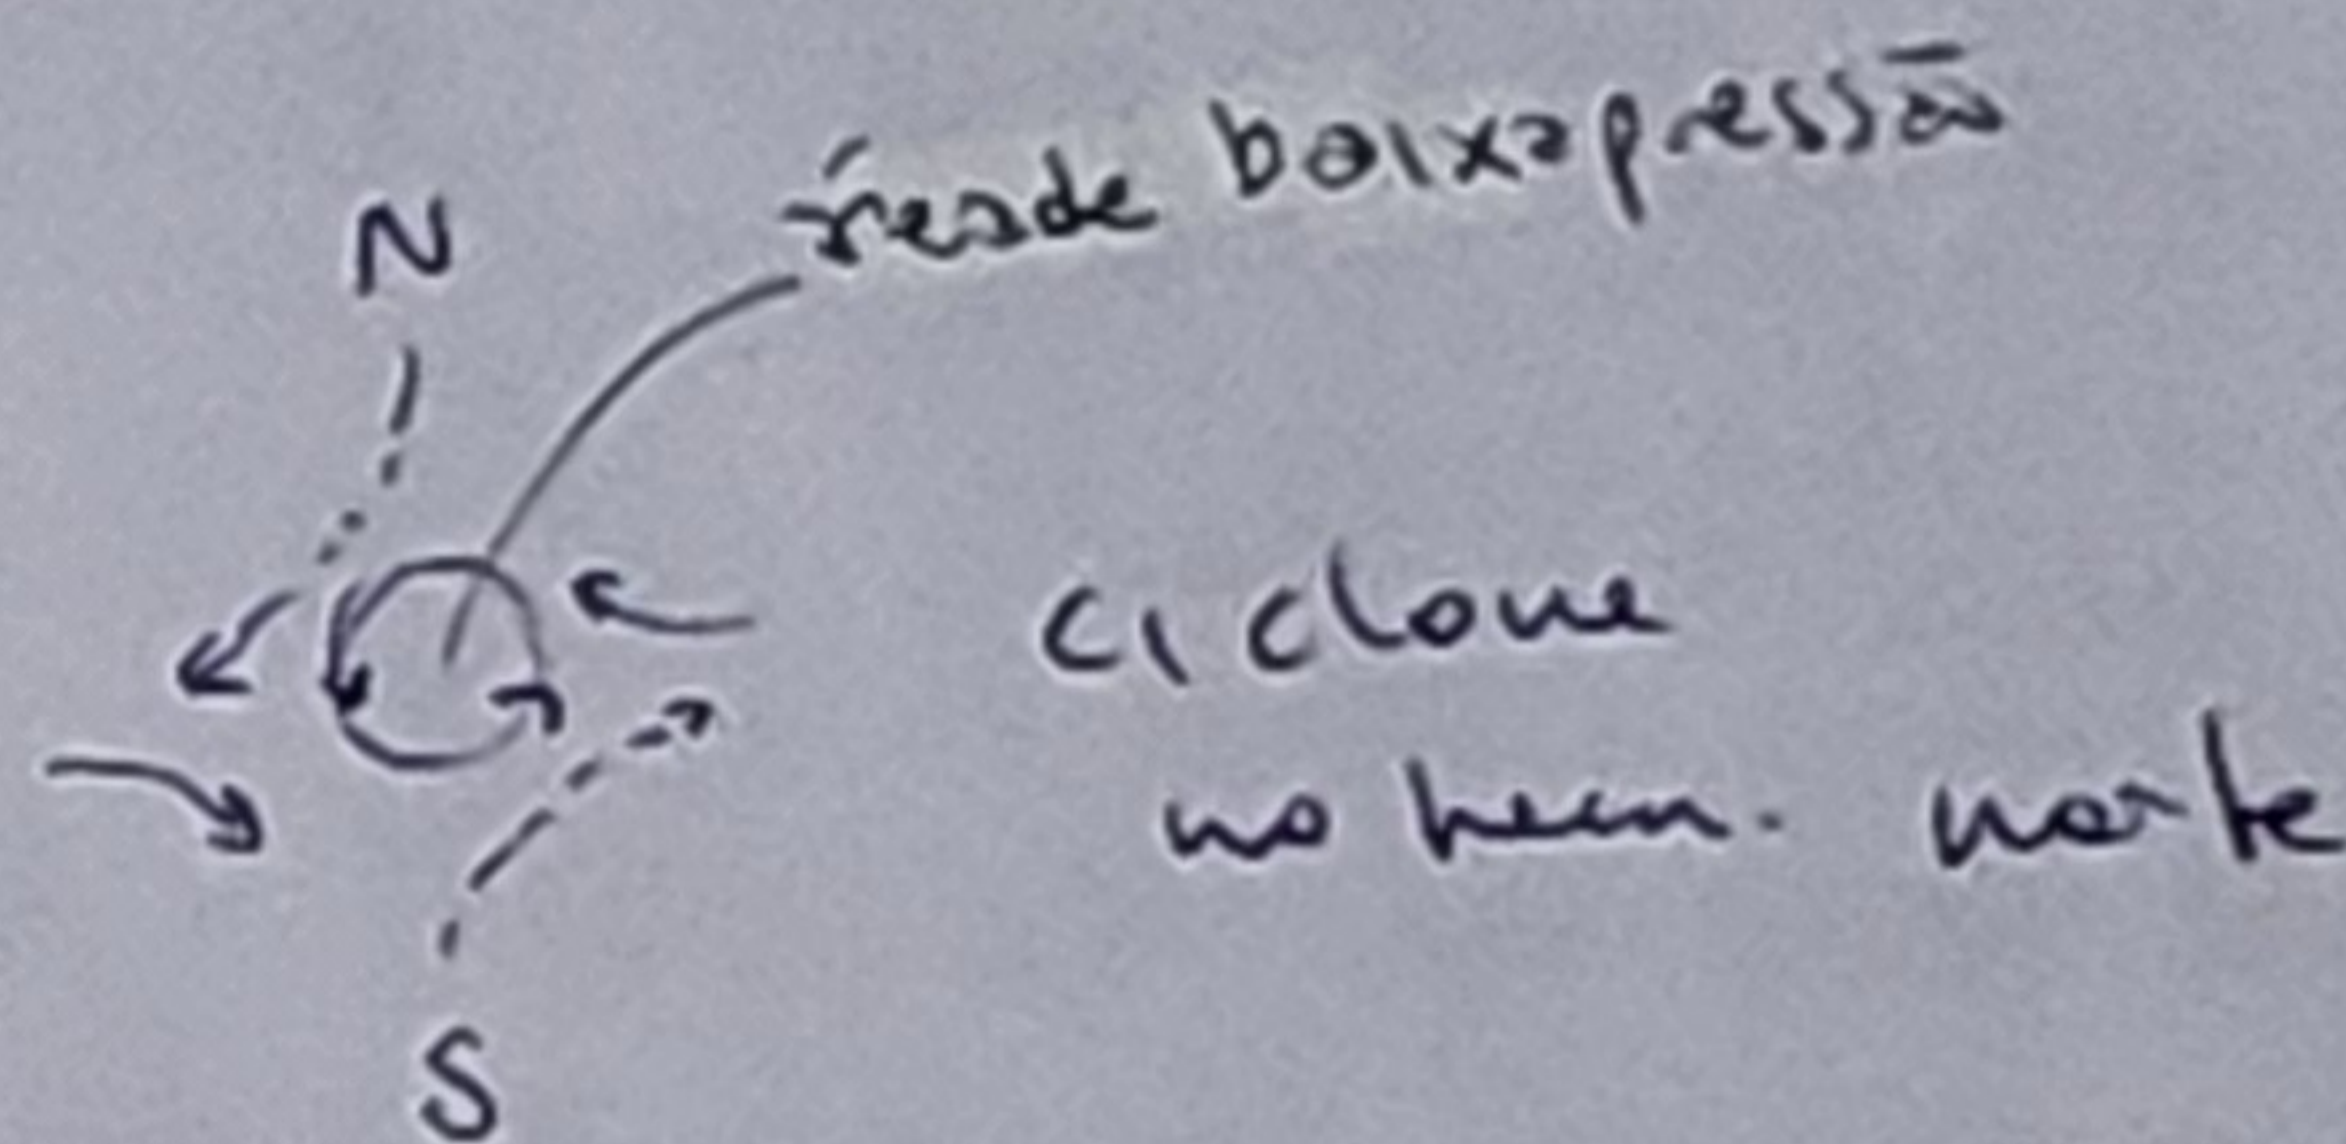 N
área de baixa pressão
ciclone
no hem. norte
S